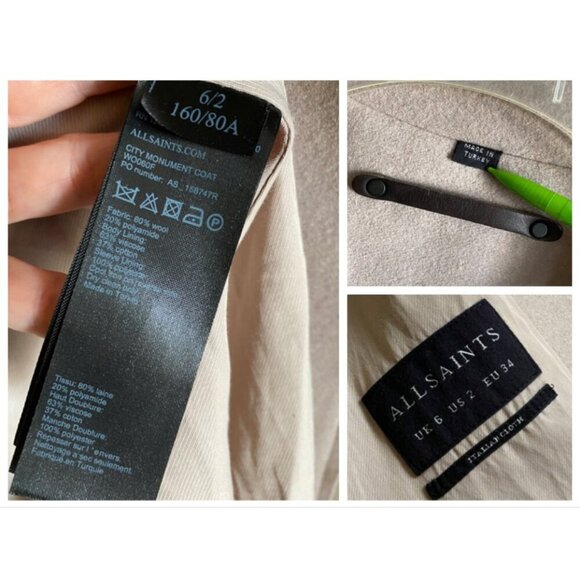 6/2
160/80A
ALLSAINTS.COM
CITY MONUMENT COAT
WO060F
PO number: AS_158747R
Fabric: 80% wool
20% polyamide
Body Lining:
63% viscose
37% cotton
Sleeve Lining:
100% polyester
Made in Turkey
Tissu: 80% laine
20% polyamide
Haut Doublure:
63% viscose
37% coton
Manche Doublure:
100% polyester
Repasser sur l'envers.
Nettoyage a sec seulement.
Fabriqué en Turquie
MADE IN
TURKEY
ALLSAINTS
UK 6 US 2 EU 34
ITALIAN CLOTH